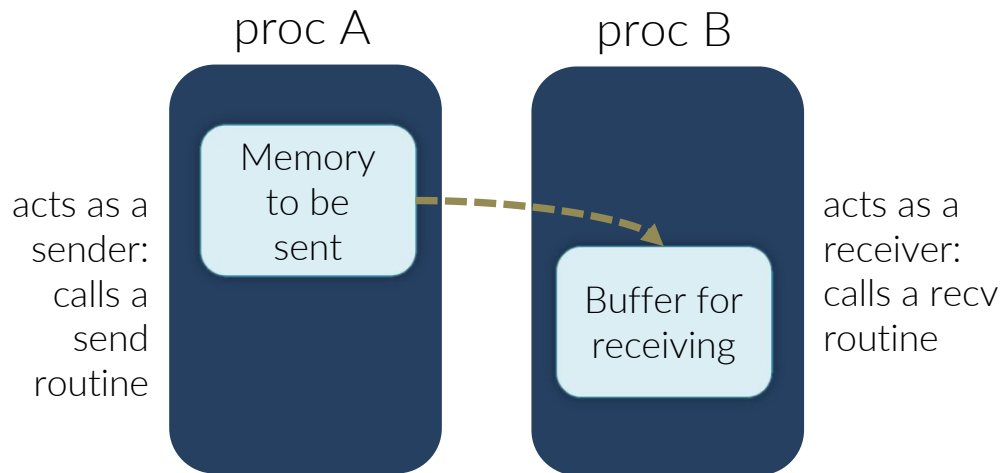 proc A
proc B
acts as a
sender:
calls a
send
routine
Memory
to be
sent
Buffer for
receiving
acts as a
receiver:
calls a recv
routine